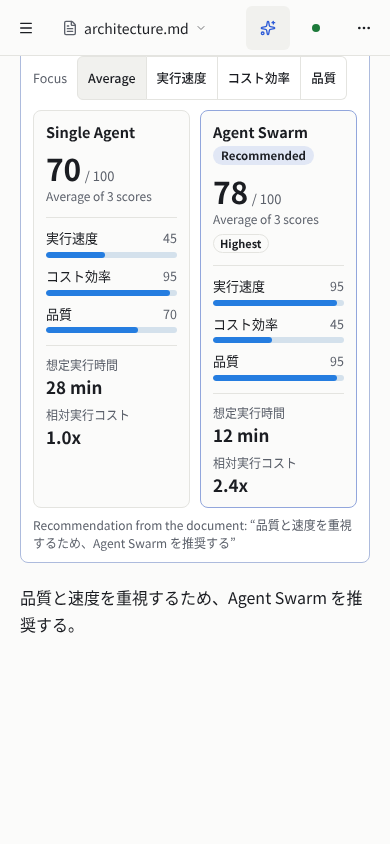 architecture.md
Focus
Average
実行速度
コスト効率
品質
Single Agent
70 / 100
Average of 3 scores
実行速度 45
コスト効率 95
品質 70
想定実行時間
28 min
相対実行コスト
1.0x
Agent Swarm
Recommended
78 / 100
Average of 3 scores
Highest
実行速度 95
コスト効率 45
品質 95
想定実行時間
12 min
相対実行コスト
2.4x
Recommendation from the document: “品質と速度を重視
するため、Agent Swarm を推奨する”
品質と速度を重視するため、Agent Swarm を推
奨する。